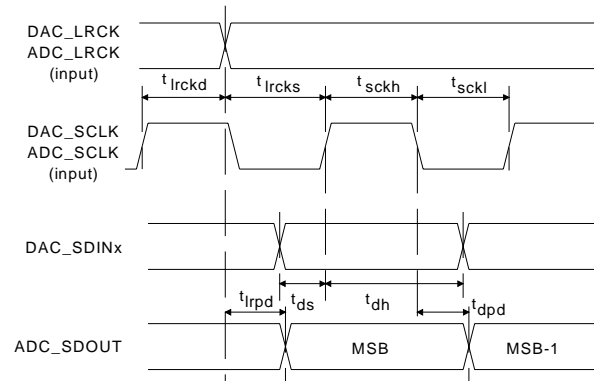 DAC_LRCK
ADC_LRCK
(input)
t lrckd
t lrcks
t sckh
t sckl
DAC_SCLK
ADC_SCLK
(input)
DAC_SDINx
t lrpd
t ds
t dh
t dpd
ADC_SDOUT
MSB
MSB-1